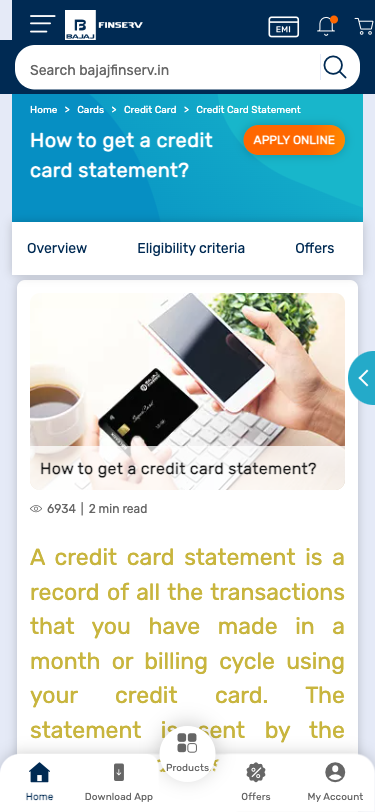 BAJAJ
FINSERV
EMI
Search bajajfinserv.in
Home > Cards > Credit Card > Credit Card Statement
How to get a credit
card statement?
APPLY ONLINE
Overview
Eligibility criteria
Offers
How to get a credit card statement?
6934 | 2 min read
A credit card statement is a
record of all the transactions
that you have made in a
month or billing cycle using
your credit card. The
statement is sent by the
Products
Home
Download App
Offers
My Account